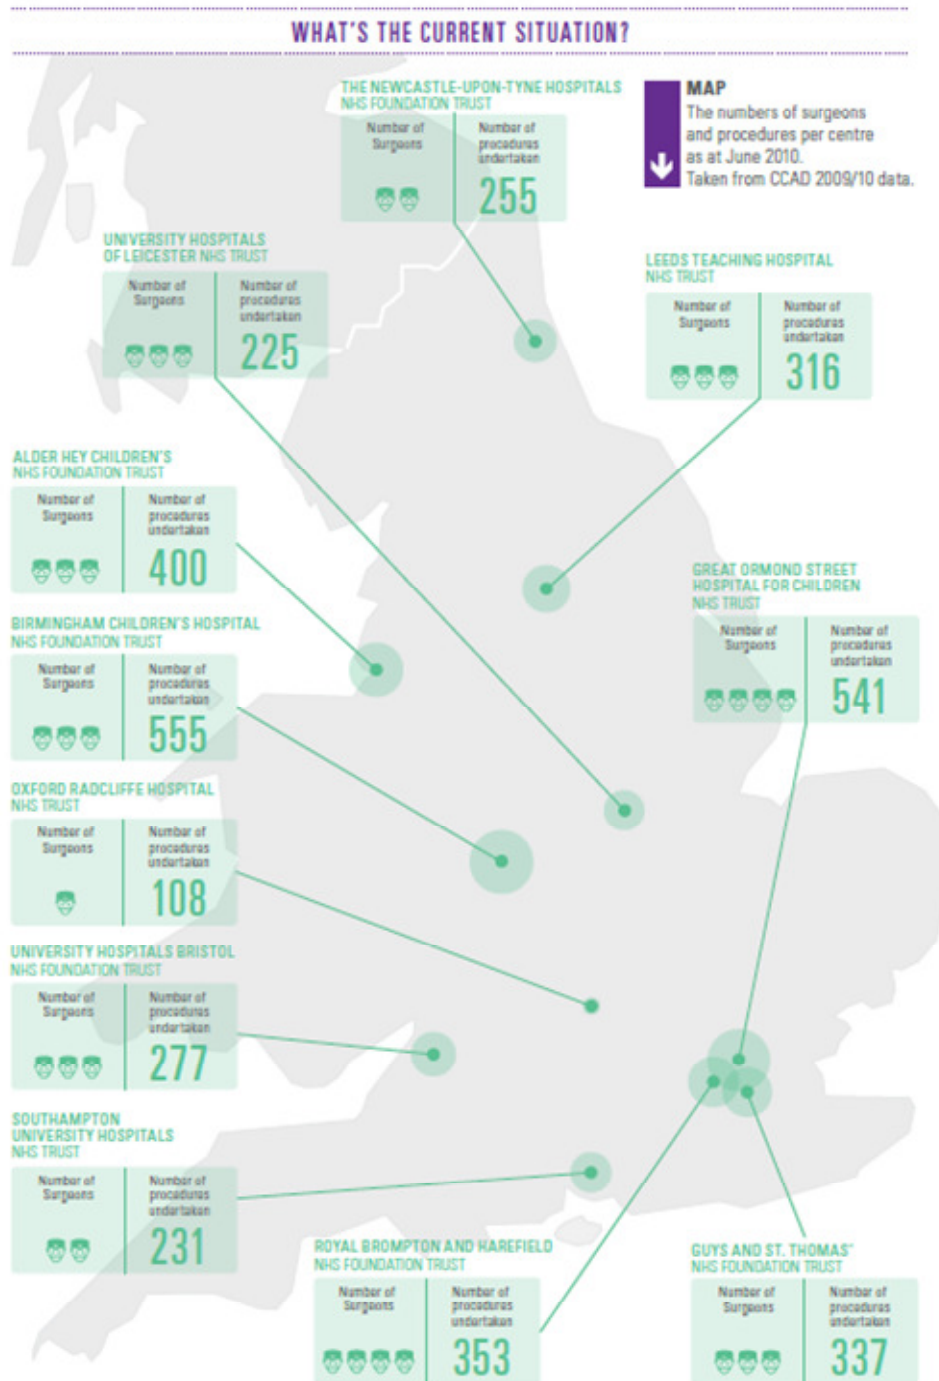 WHAT'S THE CURRENT SITUATION?
THE NEWCASTLE-UPON-TYNE HOSPITALS
NHS FOUNDATION TRUST
Number of
Surgeons
Number of
procedures
undertaken
255
MAP
The numbers of surgeons
and procedures per centre
as at June 2010.
Taken from CCAD 2009/10 data.
UNIVERSITY HOSPITALS
OF LEICESTER NHS TRUST
Number of
Surgeons
Number of
procedures
undertaken
225
LEEDS TEACHING HOSPITAL
NHS TRUST
Number of
Surgeons
Number of
procedures
undertaken
316
ALDER HEY CHILDREN'S
NHS FOUNDATION TRUST
Number of
Surgeons
Number of
procedures
undertaken
400
GREAT ORMOND STREET
HOSPITAL FOR CHILDREN
NHS TRUST
Number of
Surgeons
Number of
procedures
undertaken
541
BIRMINGHAM CHILDREN'S HOSPITAL
NHS FOUNDATION TRUST
Number of
Surgeons
Number of
procedures
undertaken
555
OXFORD RADCLIFFE HOSPITAL
NHS TRUST
Number of
Surgeons
Number of
procedures
undertaken
108
UNIVERSITY HOSPITALS BRISTOL
NHS FOUNDATION TRUST
Number of
Surgeons
Number of
procedures
undertaken
277
SOUTHAMPTON
UNIVERSITY HOSPITALS
NHS TRUST
Number of
Surgeons
Number of
procedures
undertaken
231
ROYAL BROMPTON AND HAREFIELD
NHS FOUNDATION TRUST
Number of
Surgeons
Number of
procedures
undertaken
353
GUYS AND ST. THOMAS'
NHS FOUNDATION TRUST
Number of
Surgeons
Number of
procedures
undertaken
337